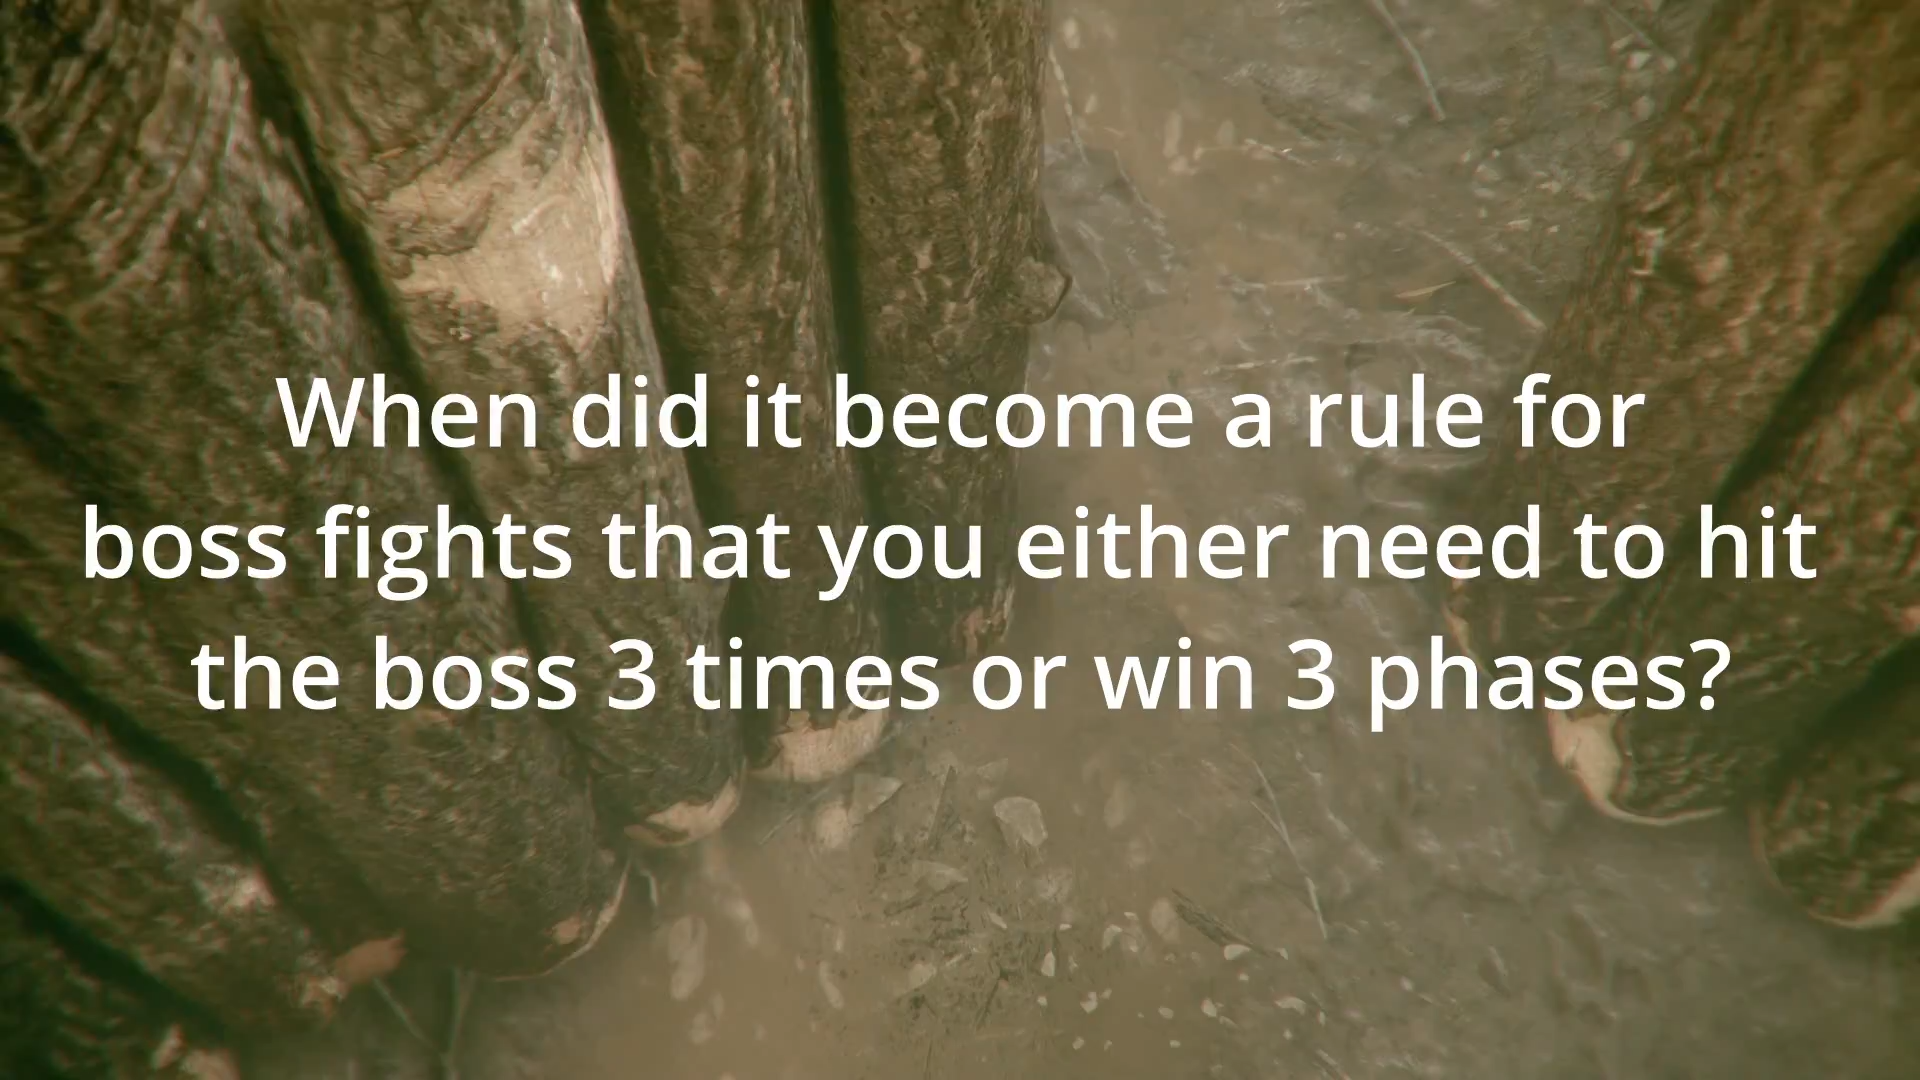 When did it become a rule for
boss fights that you either need to hit
the boss 3 times or win 3 phases?